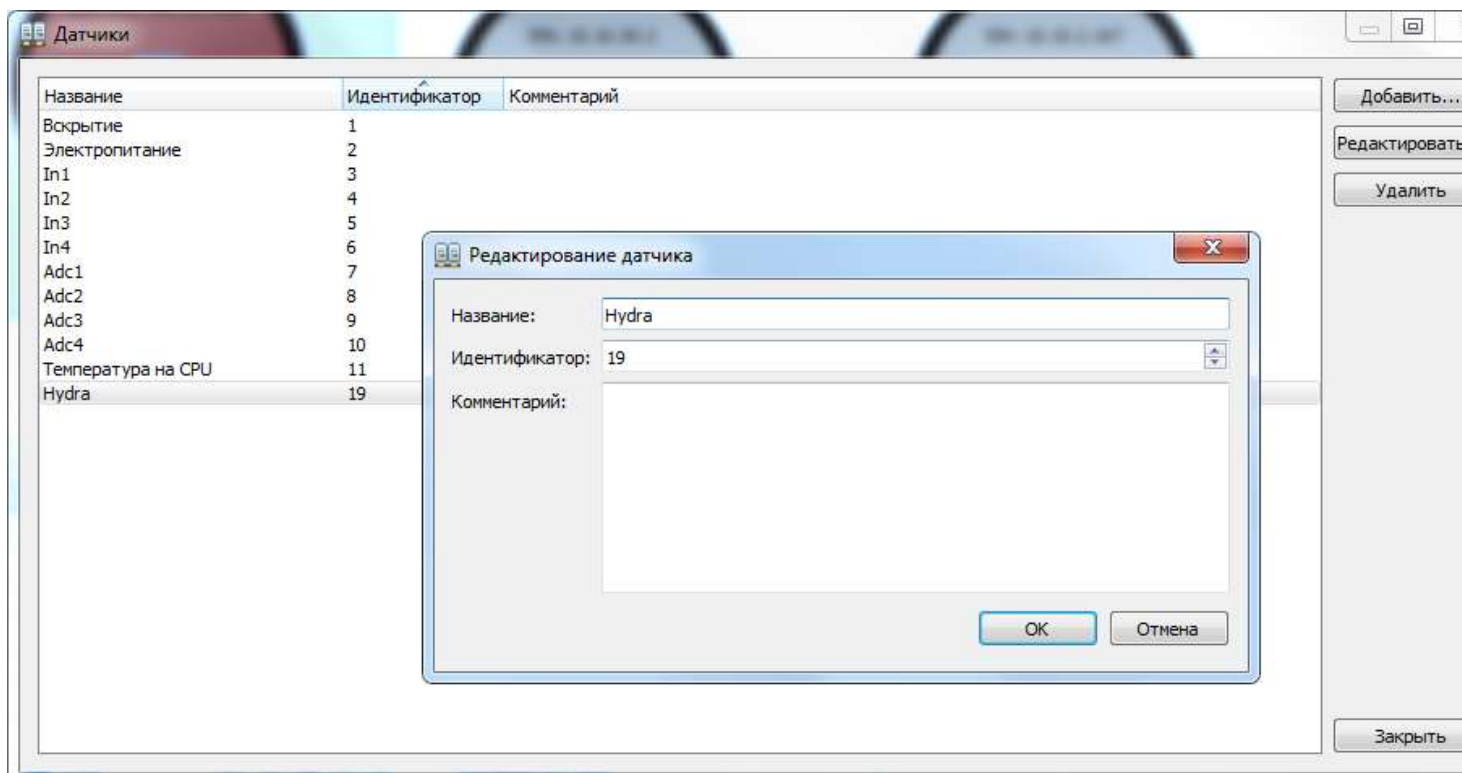 Датчики
Название Идентификатор Комментарий
Вскрытие 1
Электропитание 2
In1 3
In2 4
In3 5
In4 6
Adc1 7
Adc2 8
Adc3 9
Adc4 10
Температура на CPU 11
Hydra 19
Добавить...
Редактировать
Удалить
Редактирование датчика
Название: Hydra
Идентификатор: 19
Комментарий:
OK Отмена
Закрыть